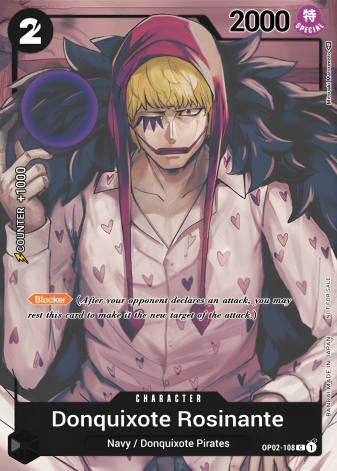 2
2000
特
SPECIAL
COUNTER +1000
Blocker (After your opponent declares an attack, you may
rest this card to make it the new target of the attack.)
NOT FOR SALE
BANDAI MADE IN JAPAN
CHARACTER
Donquixote Rosinante
Navy / Donquixote Pirates
OP02-108 C 1